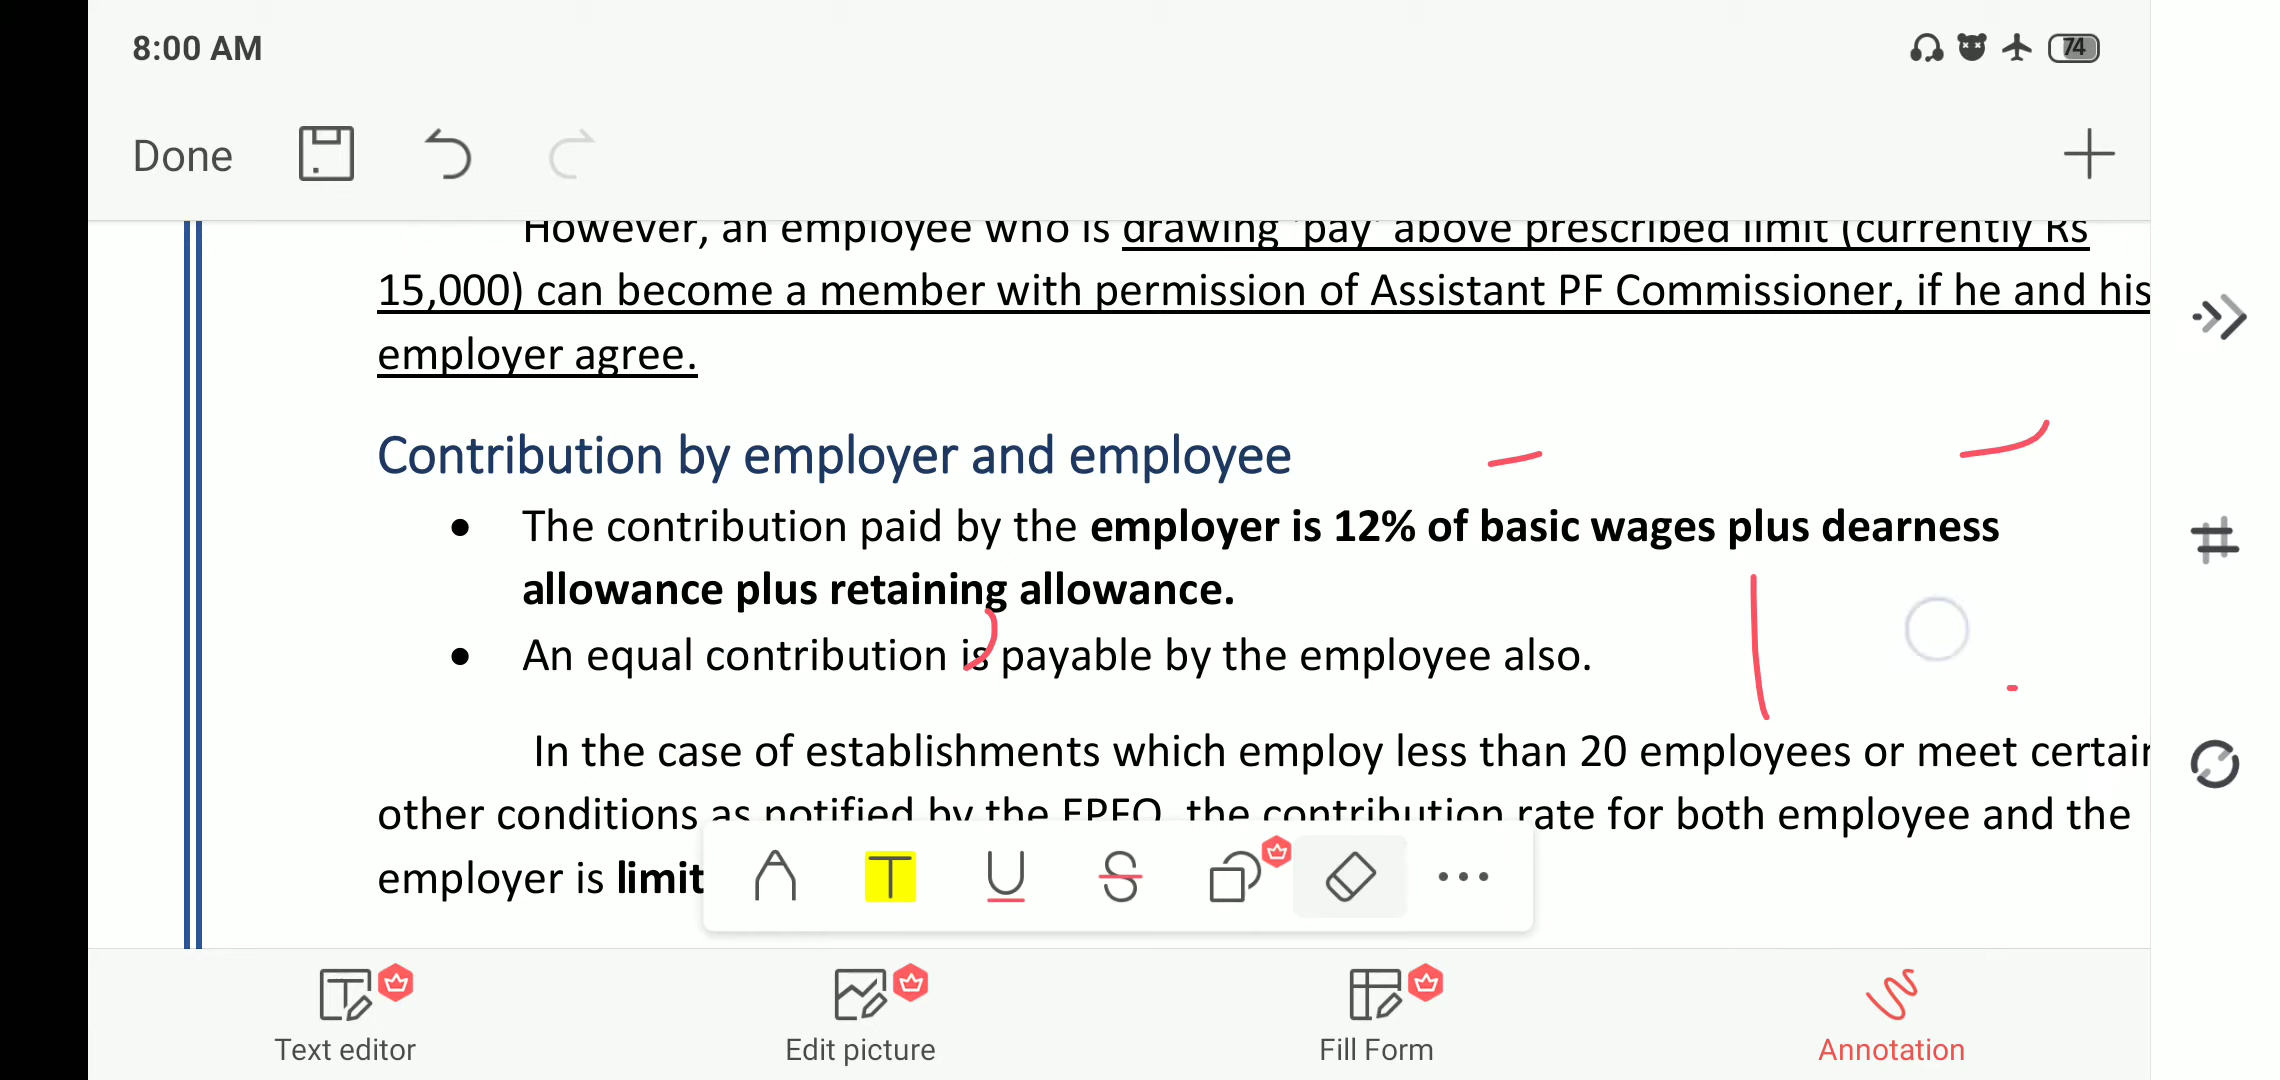 8:00 AM
74
Done
However, an employee who is drawing 'pay' above prescribed limit (currently Rs
15,000) can become a member with permission of Assistant PF Commissioner, if he and his
employer agree.
Contribution by employer and employee
• The contribution paid by the employer is 12% of basic wages plus dearness
allowance plus retaining allowance.
• An equal contribution is payable by the employee also.
In the case of establishments which employ less than 20 employees or meet certain
other conditions as notified by the EPFO, the contribution rate for both employee and the
employer is limit
T U S
Text editor
Edit picture
Fill Form
Annotation